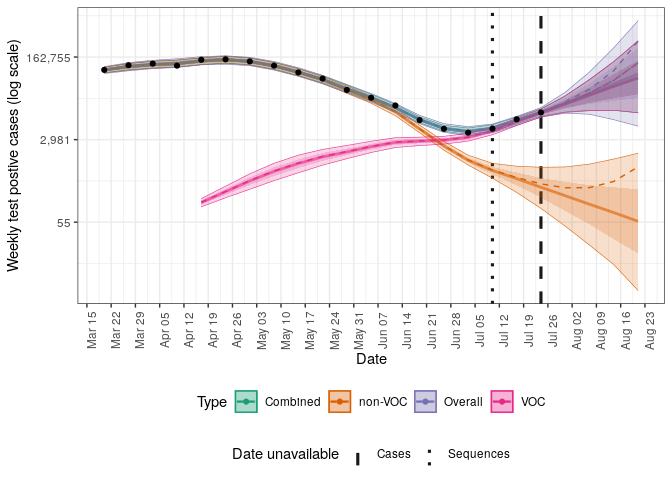 Weekly test postive cases (log scale)
162,755
2,981
55
Mar 15
Mar 22
Mar 29
Apr 05
Apr 12
Apr 19
Apr 26
May 03
May 10
May 17
May 24
May 31
Jun 07
Jun 14
Jun 21
Jun 28
Jul 05
Jul 12
Jul 19
Jul 26
Aug 02
Aug 09
Aug 16
Aug 23
Date
Type Combined non-VOC Overall VOC
Date unavailable Cases Sequences